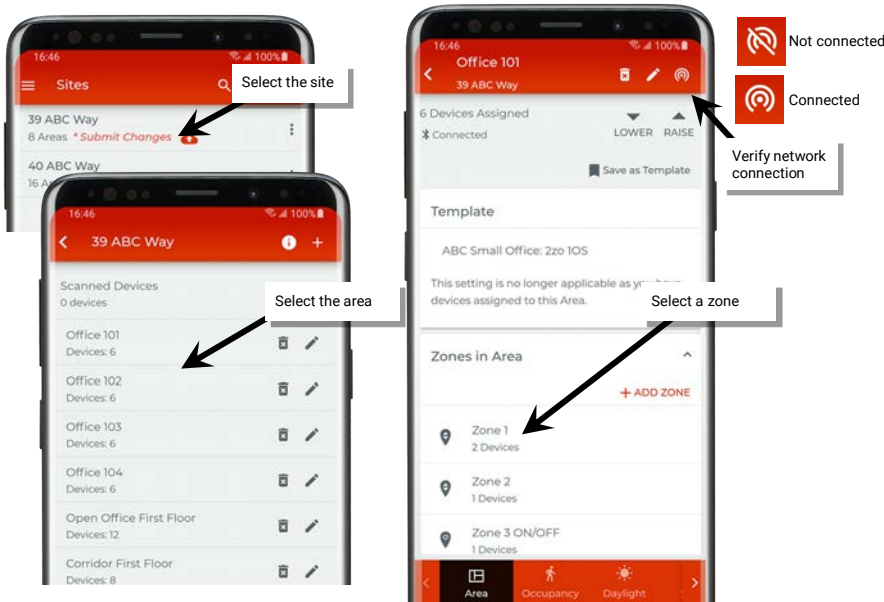 16:46
100%
Sites
Select the site
39 ABC Way
8 Areas * Submit Changes
40 ABC Way
16
16:46
100%
39 ABC Way
Scanned Devices
0 devices
Select the area
Office 101
Devices: 6
Office 102
Devices: 6
Office 103
Devices: 6
Office 104
Devices: 6
Open Office First Floor
Devices: 12
Corridor First Floor
Devices: 8
16:46
100%
Office 101
39 ABC Way
6 Devices Assigned
Connected
LOWER RAISE
Save as Template
Template
ABC Small Office: 2zo 1OS
This setting is no longer applicable as you have
devices assigned to this Area.
Select a zone
Zones in Area
+ ADD ZONE
Zone 1
2 Devices
Zone 2
1 Devices
Zone 3 ON/OFF
1 Devices
Area Occupancy Daylight
Not connected
Connected
Verify network
connection